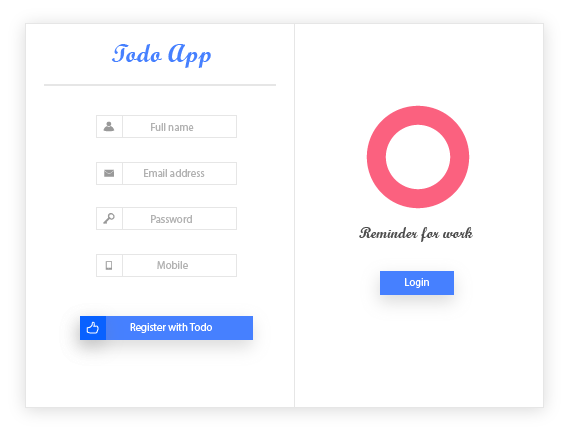 Todo App
Full name
Email address
Password
Mobile
Register with Todo
Reminder for work
Login